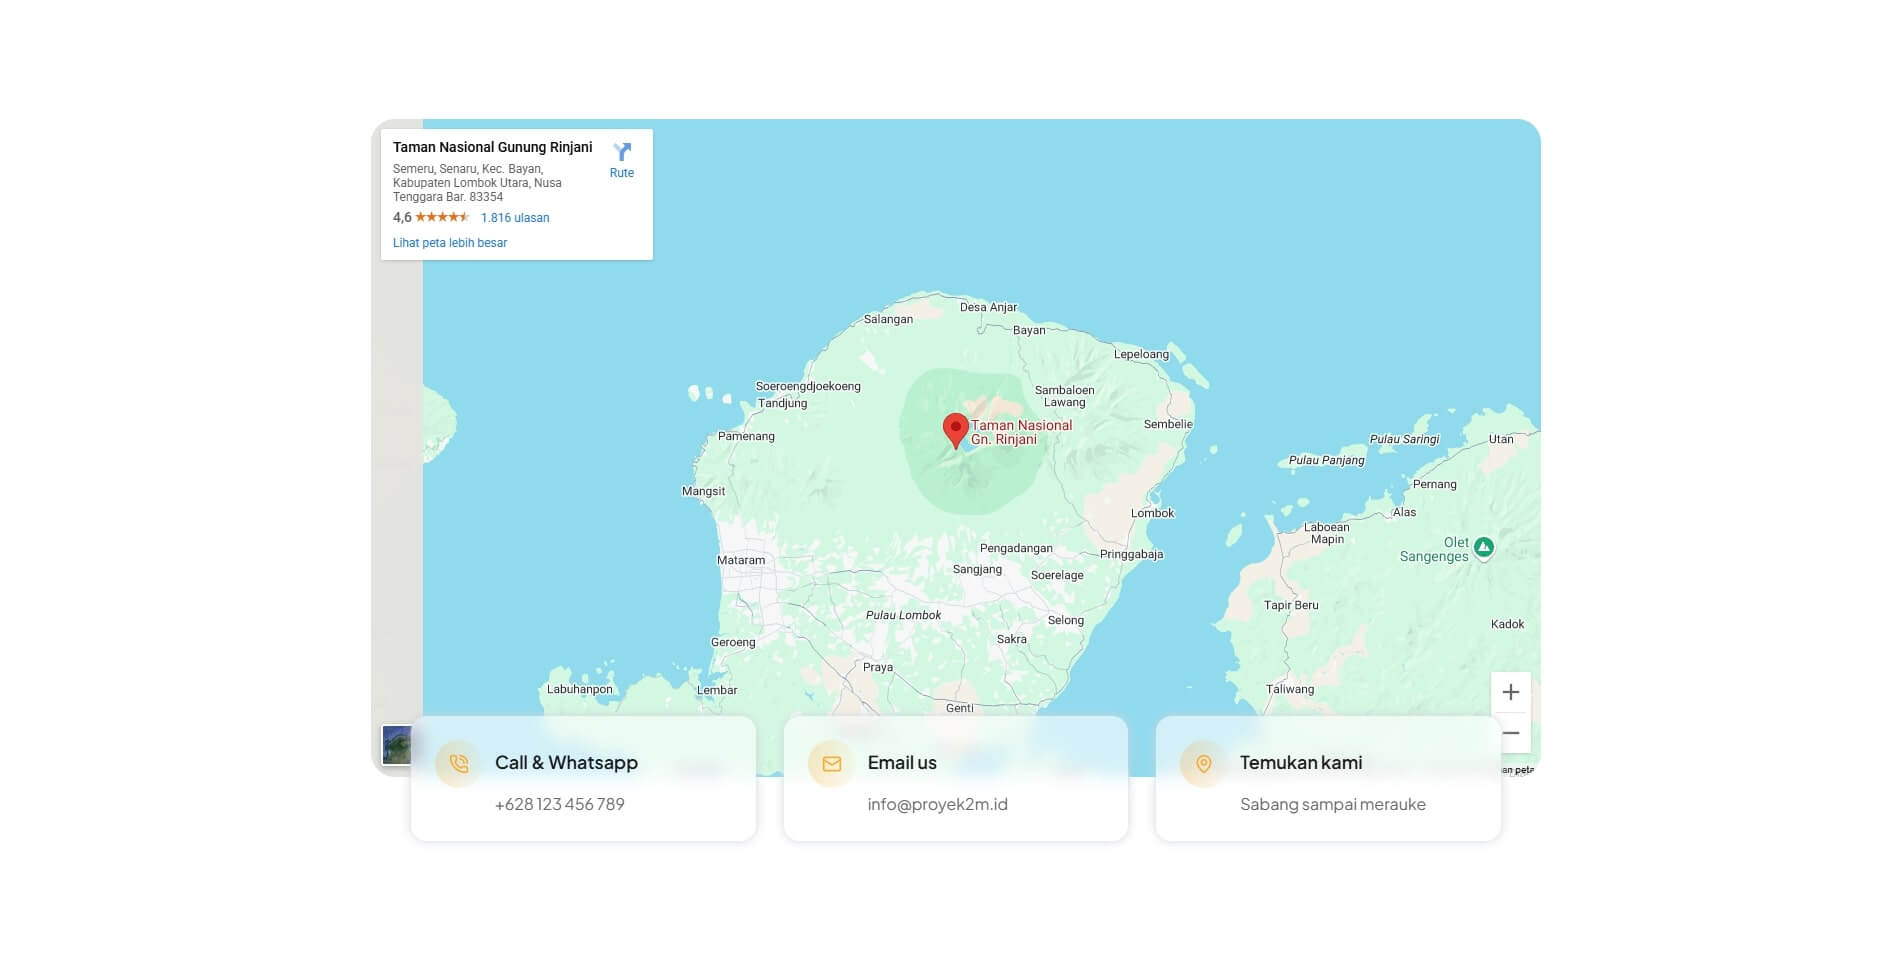 Taman Nasional Gunung Rinjani
Semeru, Senaru, Kec. Bayan,
Kabupaten Lombok Utara, Nusa
Tenggara Bar. 83354
Rute
4,6
1.816 ulasan
Lihat peta lebih besar
Desa Anjar
Salangan
Bayan
Lepeloang
Soeroengdjoekoeng
Tandjung
Sambaloen
Lawang
Sembelie
Taman Nasional
Gn. Rinjani
Pamenang
Pulau Saringi
Utan
Pulau Panjang
Mangsit
Pernang
Lombok
Alas
Laboean
Mapin
Olet
Sangenges
Mataram
Pengadangan
Pringgabaja
Sangjang
Soerelage
Tapir Beru
Pulau Lombok
Selong
Kadok
Geroeng
Sakra
Praya
Labuhanpon
Lembar
Taliwang
Genti
+
−
an peta
Call & Whatsapp
+628 123 456 789
Email us
info@proyek2m.id
Temukan kami
Sabang sampai merauke